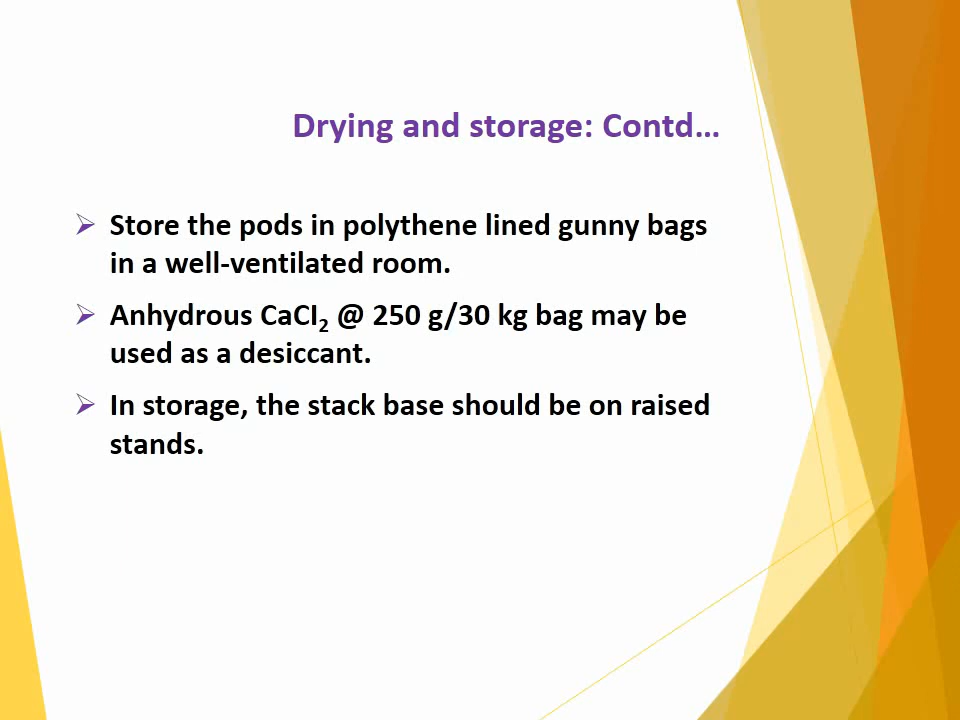 Drying and storage: Contd...
Store the pods in polythene lined gunny bags
in a well-ventilated room.
Anhydrous CaCI₂ @ 250 g/30 kg bag may be
used as a desiccant.
In storage, the stack base should be on raised
stands.